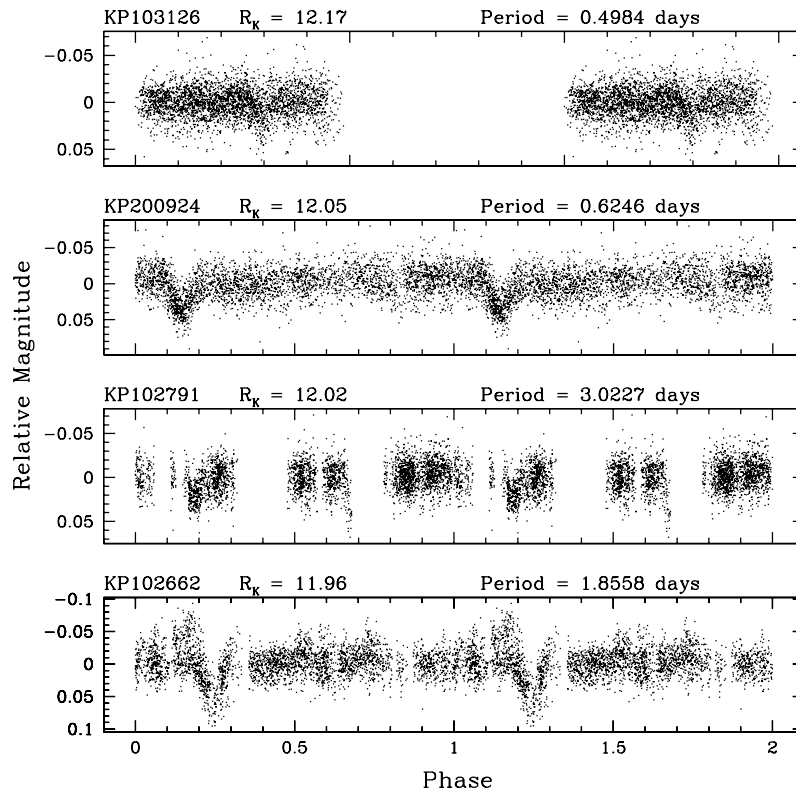 KP103126 R_K = 12.17 Period = 0.4984 days
-0.05
0
0.05
KP200924 R_K = 12.05 Period = 0.6246 days
-0.05
0
0.05
KP102791 R_K = 12.02 Period = 3.0227 days
-0.05
0
0.05
KP102662 R_K = 11.96 Period = 1.8558 days
-0.1
-0.05
0
0.05
0.1
0 0.5 1 1.5 2
Phase
Relative Magnitude